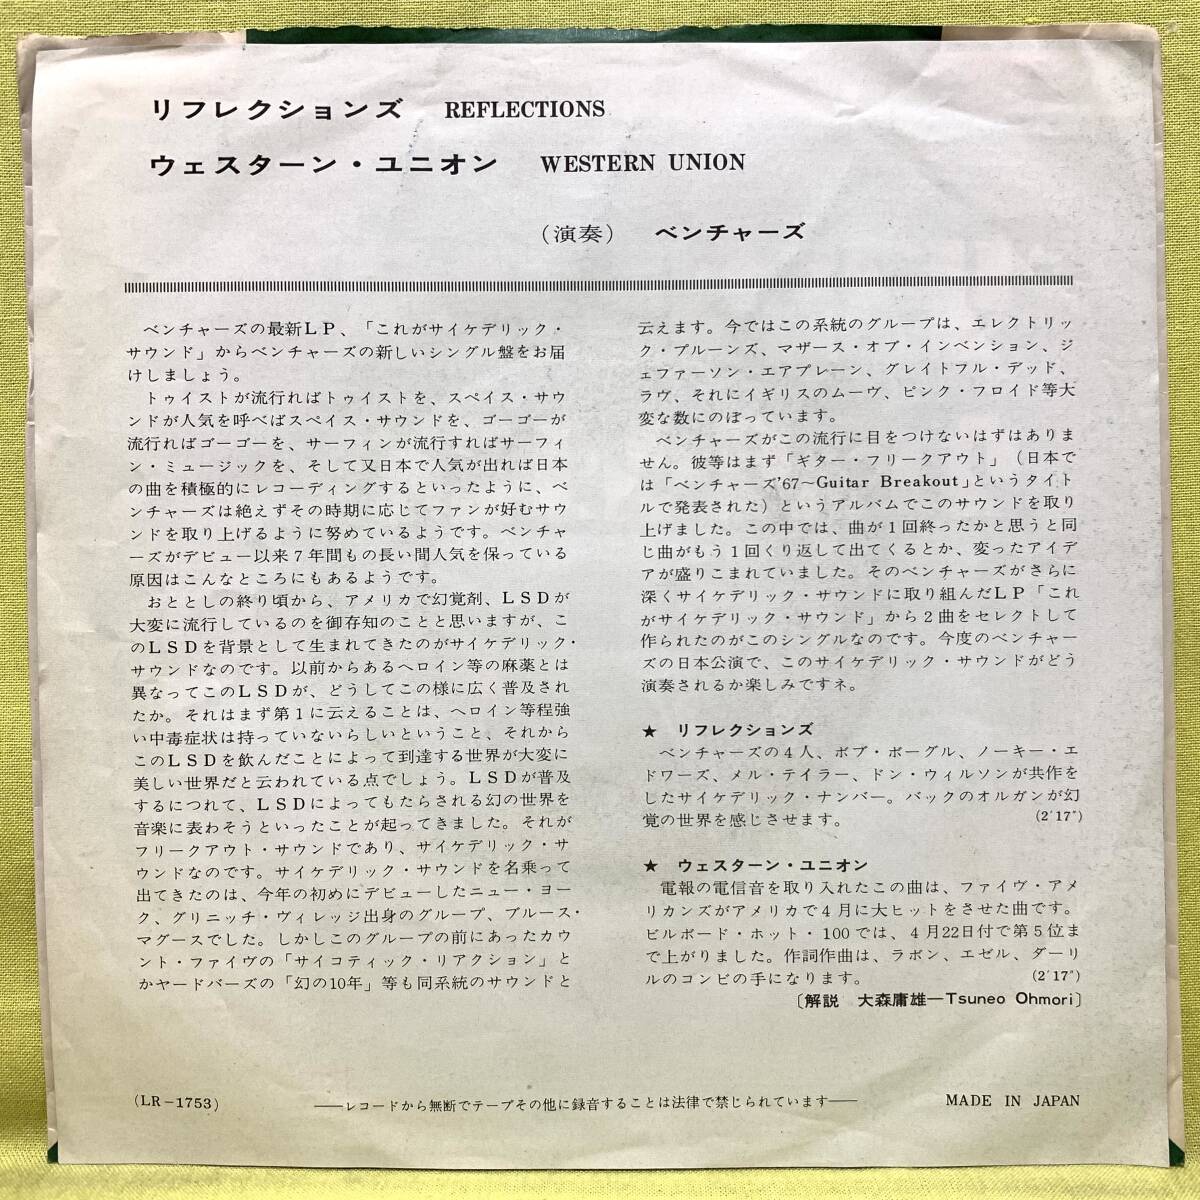 リフレクションズ REFLECTIONS
ウェスターン・ユニオン WESTERN UNION
(演奏) ベンチャーズ
ベンチャーズの最新LP、「これがサイケデリック・
サウンド」からベンチャーズの新しいシングル盤をお届
けしましょう。
トゥイストが流行ればトゥイストを、スペイス・サウ
ンドが人気を呼べばスペイス・サウンドを、ゴーゴーが
流行ればゴーゴーを、サーフィンが流行すればサーフィ
ン・ミュージックを、そして又日本で人気が出れば日本
の曲を積極的にレコーディングするといったように、ベ
ンチャーズは絶えずその時期に応じてファンが好むサウ
ンドを取り上げるように努めているようです。ベンチャ
ーズがデビュー以来7年間もの長い間人気を保っている
原因はこんなところにもあるようです。
おととしの終り頃から、アメリカで幻覚剤、LSDが
大変に流行しているのを御存知のことと思いますが、こ
のLSDを背景として生まれてきたのがサイケデリック・
サウンドなのです。以前からあるヘロイン等の麻薬とは
異なってこのLSDが、どうしてこの様に広く普及され
たか。それはまず第1に云えることは、ヘロイン等程強
い中毒症状は持っていないらしいということ、それから
このLSDを飲んだことによって到達する世界が大変に
美しい世界だと云われている点でしょう。LSDが普及
するにつれて、LSDによってもたらされる幻の世界を
音楽に表わそうといったことが起ってきました。それが
フリークアウト・サウンドであり、サイケデリック・サ
ウンドなのです。サイケデリック・サウンドを名乗って
出てきたのは、今年の初めにデビューしたニュー・ヨー
ク、グリニッチ・ヴィレッジ出身のグループ、ブルース・
マグースでした。しかしこのグループの前にあったカウ
ント・ファイヴの「サイコティック・リアクション」と
かヤードバーズの「幻の10年」等も同系統のサウンドと
云えます。今ではこの系統のグループは、エレクトリッ
ク・プルーンズ、マザース・オブ・インベンション、ジ
ェファーソン・エアプレーン、グレイトフル・デッド、
ラヴ、それにイギリスのムーヴ、ピンク・フロイド等大
変な数にのぼっています。
ベンチャーズがこの流行に目をつけないはずはありま
せん。彼等はまず「ギター・フリークアウト」(日本で
は「ベンチャーズ'67〜Guitar Breakout」というタイト
ルで発表された)というアルバムでこのサウンドを取り
上げました。この中では、曲が1回終ったかと思うと同
じ曲がもう1回くり返して出てくるとか、変ったアイデ
アが盛りこまれていました。そのベンチャーズがさらに
深くサイケデリック・サウンドに取り組んだLP「これ
がサイケデリック・サウンド」から2曲をセレクトして
作られたのがこのシングルなのです。今度のベンチャー
ズの日本公演で、このサイケデリック・サウンドがどう
演奏されるか楽しみですネ。
★ リフレクションズ
ベンチャーズの4人、ボブ・ボーグル、ノーキー・エ
ドワーズ、メル・テイラー、ドン・ウィルソンが共作を
したサイケデリック・ナンバー。バックのオルガンが幻
覚の世界を感じさせます。 (2'17")
★ ウェスターン・ユニオン
電報の電信音を取り入れたこの曲は、ファイヴ・アメ
リカンズがアメリカで4月に大ヒットをさせた曲です。
ビルボード・ホット・100では、4月22日付で第5位ま
で上がりました。作詞作曲は、ラボン、エゼル、ダーリ
ルのコンビの手になります。 (2'17")
〔解説 大森庸雄—Tsuneo Ohmori〕
(LR-1753) ——レコードから無断でテープその他に録音することは法律で禁じられています—— MADE IN JAPAN